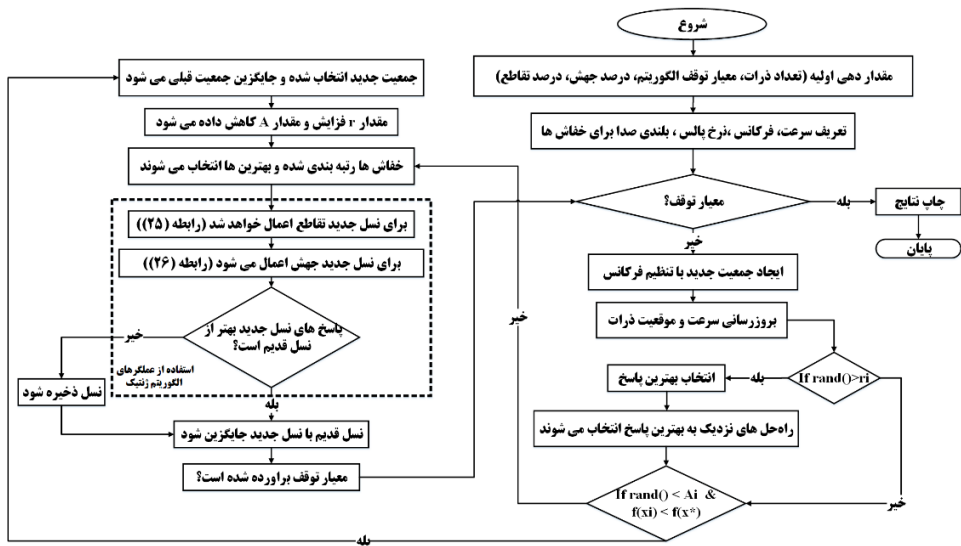 شروع
مقدار دهی اولیه (تعداد ذرات، معیار توقف الگوریتم، درصد جهش، درصد تقاطع)
تعریف سرعت، فرکانس ،نرخ پالس ، بلندی صدا برای خفاش ها
معیار توقف؟
بله
چاپ نتایج
پایان
خیر
ایجاد جمعیت جدید با تنظیم فرکانس
بروزرسانی سرعت و موقعیت ذرات
If rand()>ri
بله
خیر
انتخاب بهترین پاسخ
راه‌حل های نزدیک به بهترین پاسخ انتخاب می شوند
If rand() < Ai &
f(xi) < f(x*)
خیر
بله
جمعیت جدید انتخاب شده و جایگزین جمعیت قبلی می شود
مقدار r فزایش و مقدار A کاهش داده می شود
خفاش ها رتبه بندی شده و بهترین ها انتخاب می شوند
برای نسل جدید تقاطع اعمال خواهد شد (رابطه (۲۵))
برای نسل جدید جهش اعمال می شود (رابطه (۲۶))
پاسخ های نسل جدید بهتر از
نسل قدیم است؟
خیر
بله
استفاده از عملگرهای
الگوریتم ژنتیک
نسل ذخیره شود
نسل قدیم با نسل جدید جایگزین شود
معیار توقف براورده شده است؟